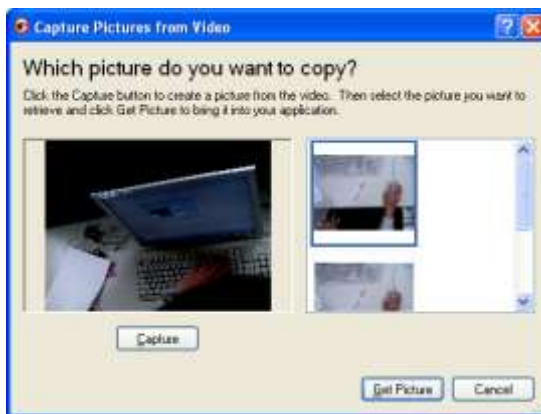 Capture Pictures from Video
Which picture do you want to copy?
Click the Capture button to create a picture from the video. Then select the picture you want to
retrieve and click Get Picture to bring it into your application.
Capture
Get Picture
Cancel